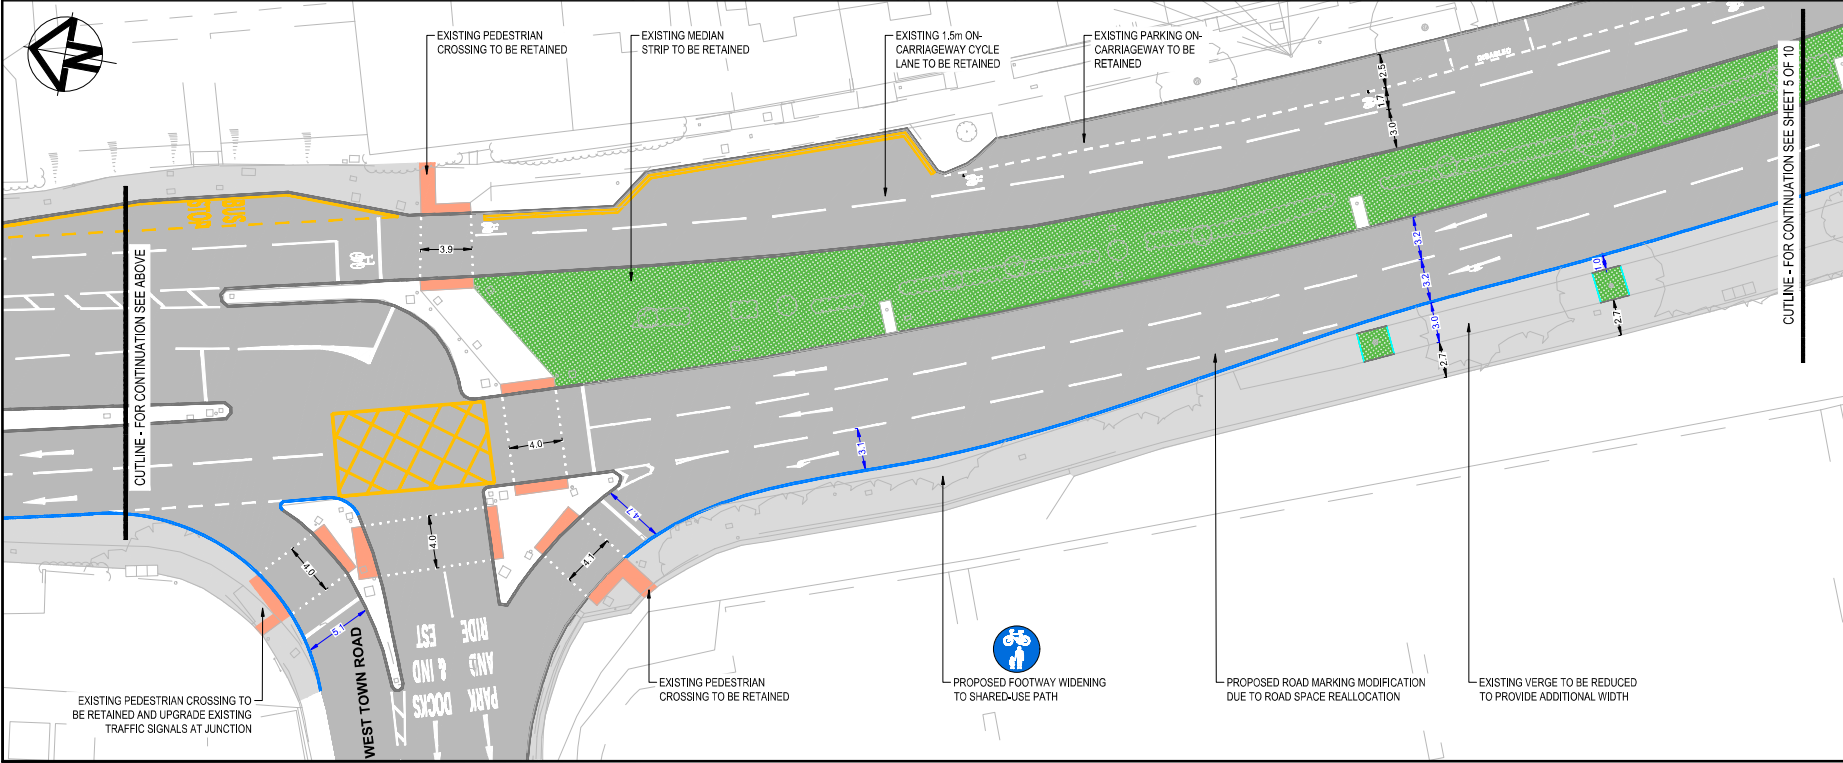 N
EXISTING PEDESTRIAN
CROSSING TO BE RETAINED
EXISTING MEDIAN
STRIP TO BE RETAINED
EXISTING 1.5m ON-
CARRIAGEWAY CYCLE
LANE TO BE RETAINED
EXISTING PARKING ON-
CARRIAGEWAY TO BE
RETAINED
DISABLED
2.5
1.7
3.0
CUTLINE - FOR CONTINUATION SEE SHEET 5 OF 10
BUS
STOP
CUTLINE - FOR CONTINUATION SEE ABOVE
3.9
3.2
3.2
3.0
2.7
1.0
2.7
4.0
3.1
4.7
4.0
4.1
4.0
5.1
WEST TOWN ROAD
PARK
AND
RIDE
DOCKS
& IND
EST
EXISTING PEDESTRIAN CROSSING TO
BE RETAINED AND UPGRADE EXISTING
TRAFFIC SIGNALS AT JUNCTION
EXISTING PEDESTRIAN
CROSSING TO BE RETAINED
PROPOSED FOOTWAY WIDENING
TO SHARED-USE PATH
PROPOSED ROAD MARKING MODIFICATION
DUE TO ROAD SPACE REALLOCATION
EXISTING VERGE TO BE REDUCED
TO PROVIDE ADDITIONAL WIDTH